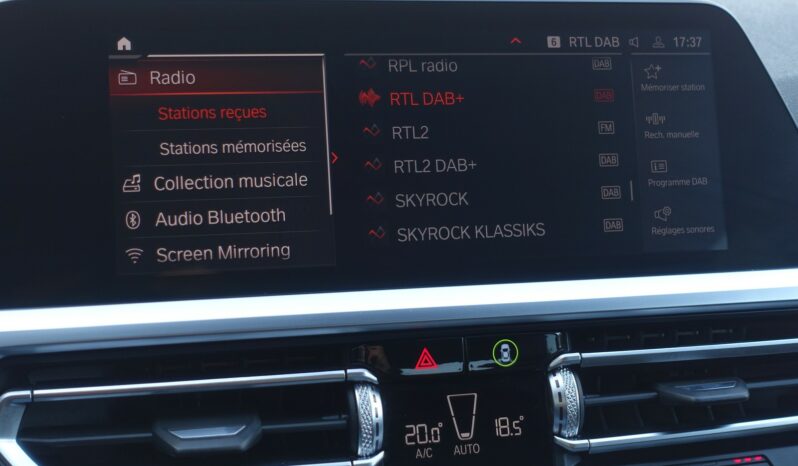 6 RTL DAB 17:37
Radio
Stations reçues
Stations mémorisées
Collection musicale
Audio Bluetooth
Screen Mirroring
RPL radio DAB
RTL DAB+ DAB
RTL2 FM
RTL2 DAB+ DAB
SKYROCK DAB
SKYROCK KLASSIKS DAB
Mémoriser station
Rech. manuelle
Programme DAB
Réglages sonores
20.0° 18.5°
A/C AUTO